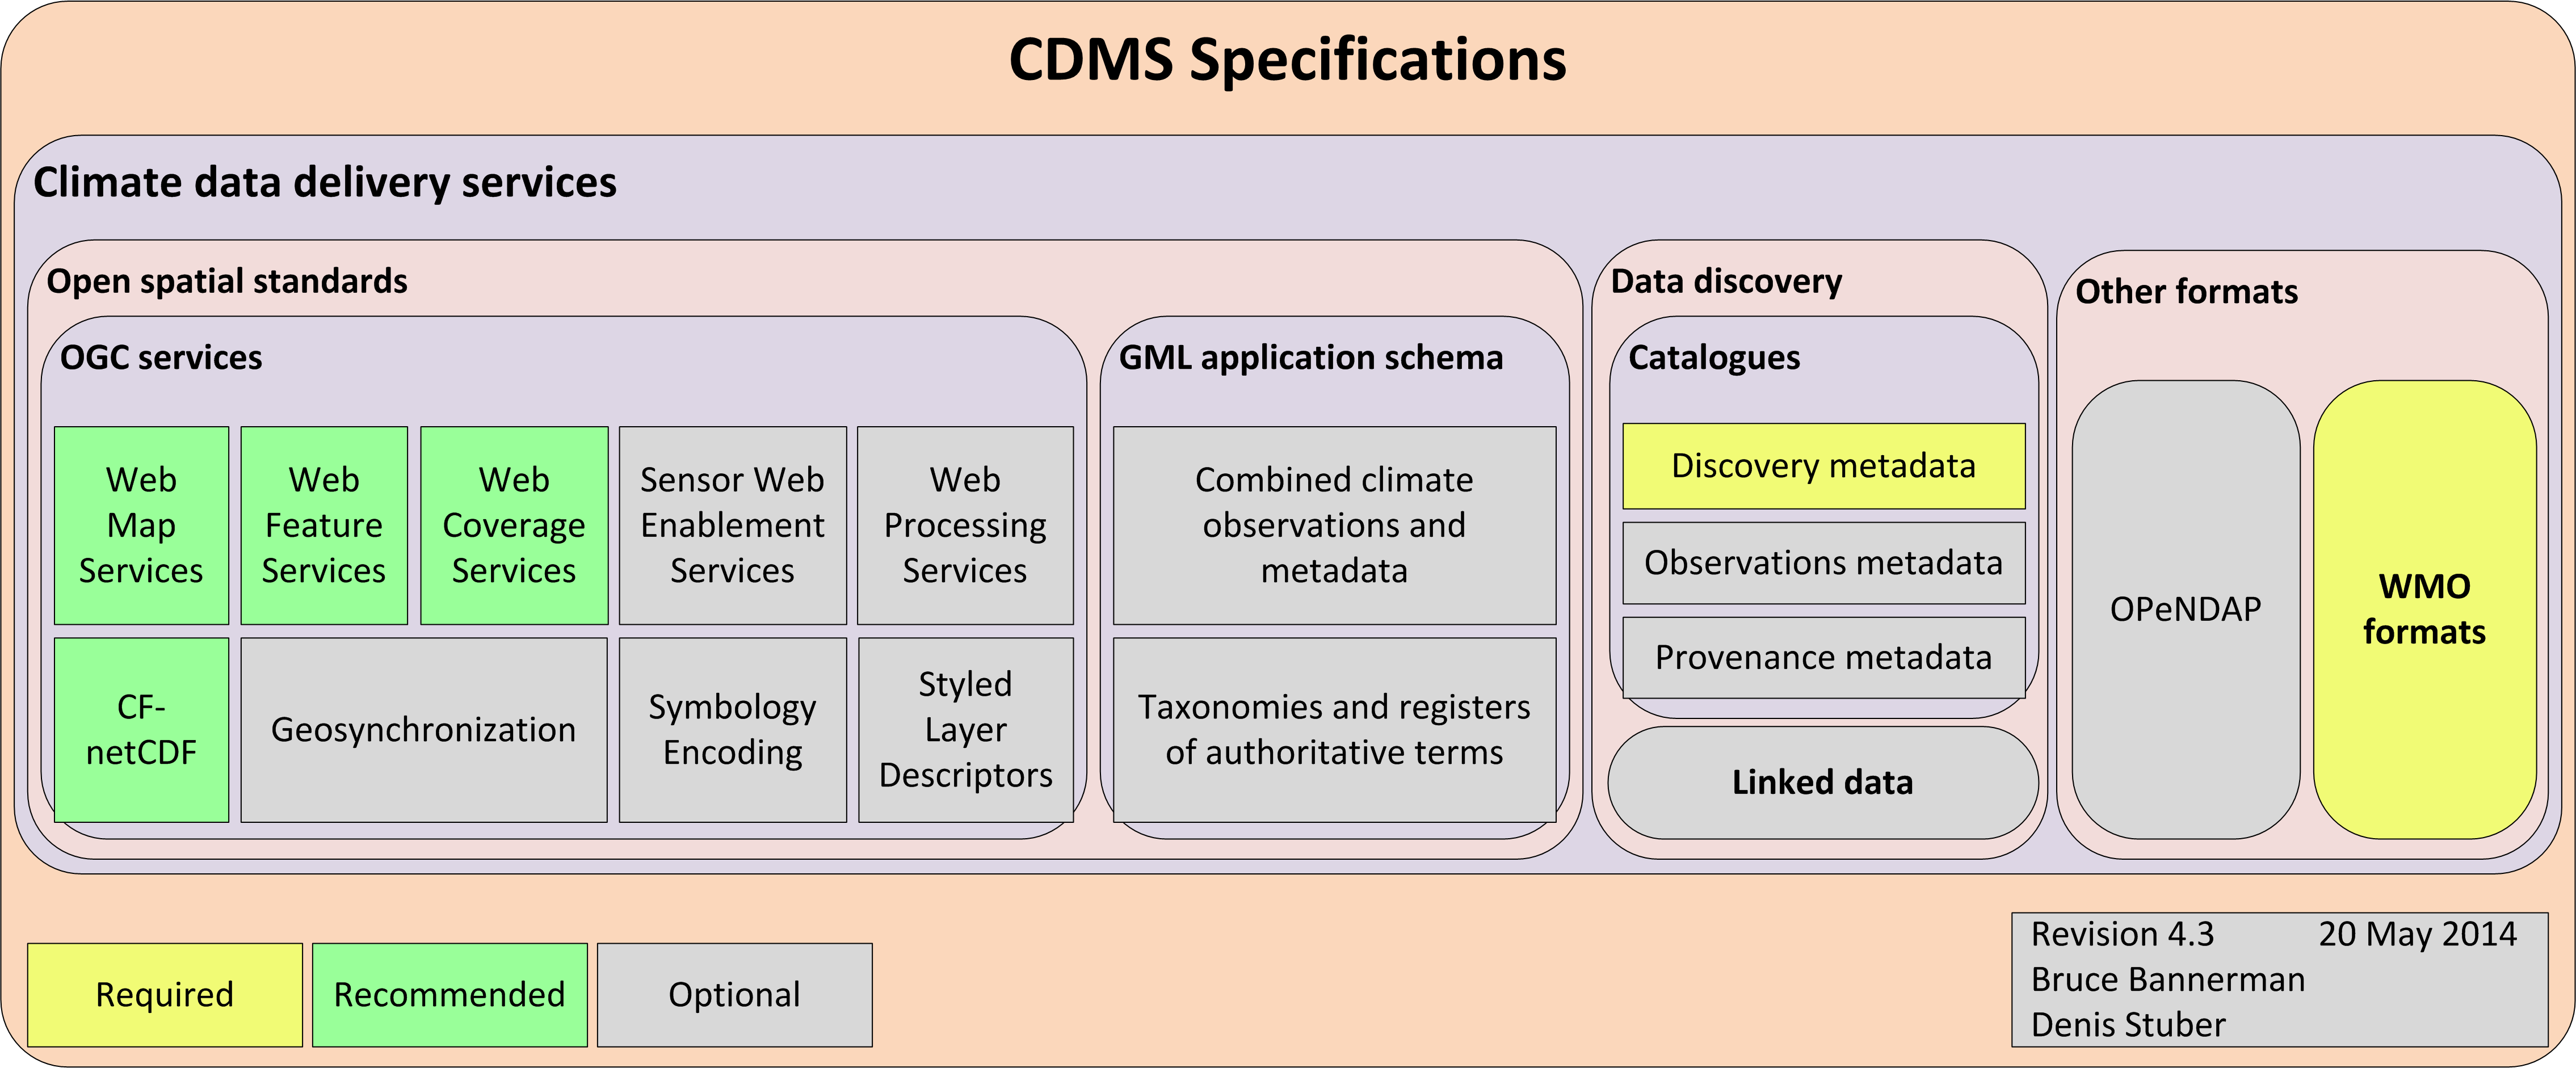 CDMS Specifications
Climate data delivery services
Open spatial standards
OGC services
Web
Map
Services
Web
Feature
Services
Web
Coverage
Services
Sensor Web
Enablement
Services
Web
Processing
Services
CF-
netCDF
Geosynchronization
Symbology
Encoding
Styled
Layer
Descriptors
GML application schema
Combined climate
observations and
metadata
Taxonomies and registers
of authoritative terms
Data discovery
Catalogues
Discovery metadata
Observations metadata
Provenance metadata
Linked data
Other formats
OPeNDAP
WMO
formats
Required
Recommended
Optional
Revision 4.3 20 May 2014
Bruce Bannerman
Denis Stuber